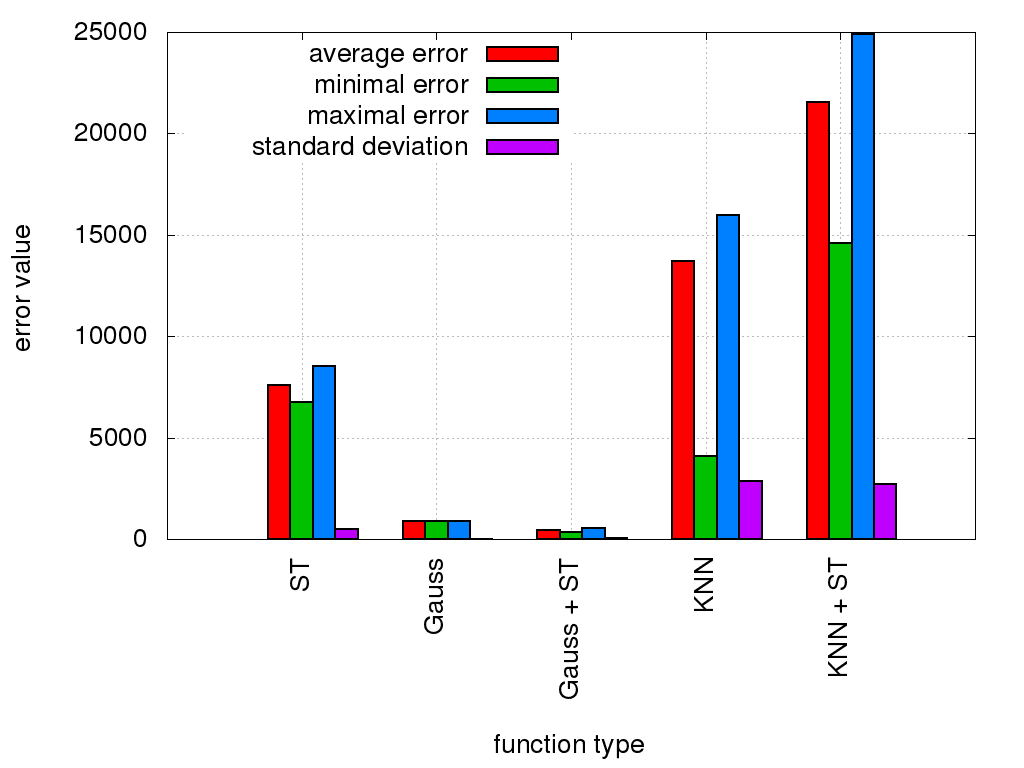 25000
20000
15000
10000
5000
0
error value
average error
minimal error
maximal error
standard deviation
ST
Gauss
Gauss + ST
KNN
KNN + ST
function type